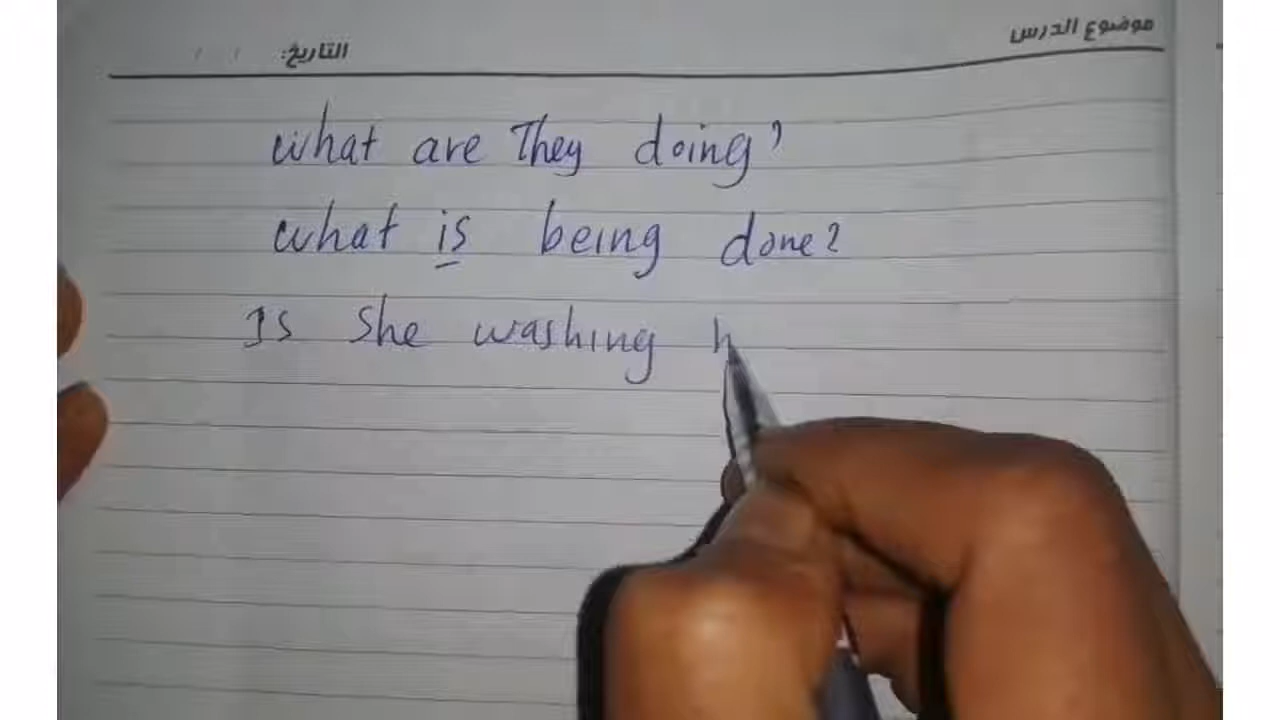 موضوع الدرس
التاريخ: / /
what are They doing?
what is being done?
Is She washing h